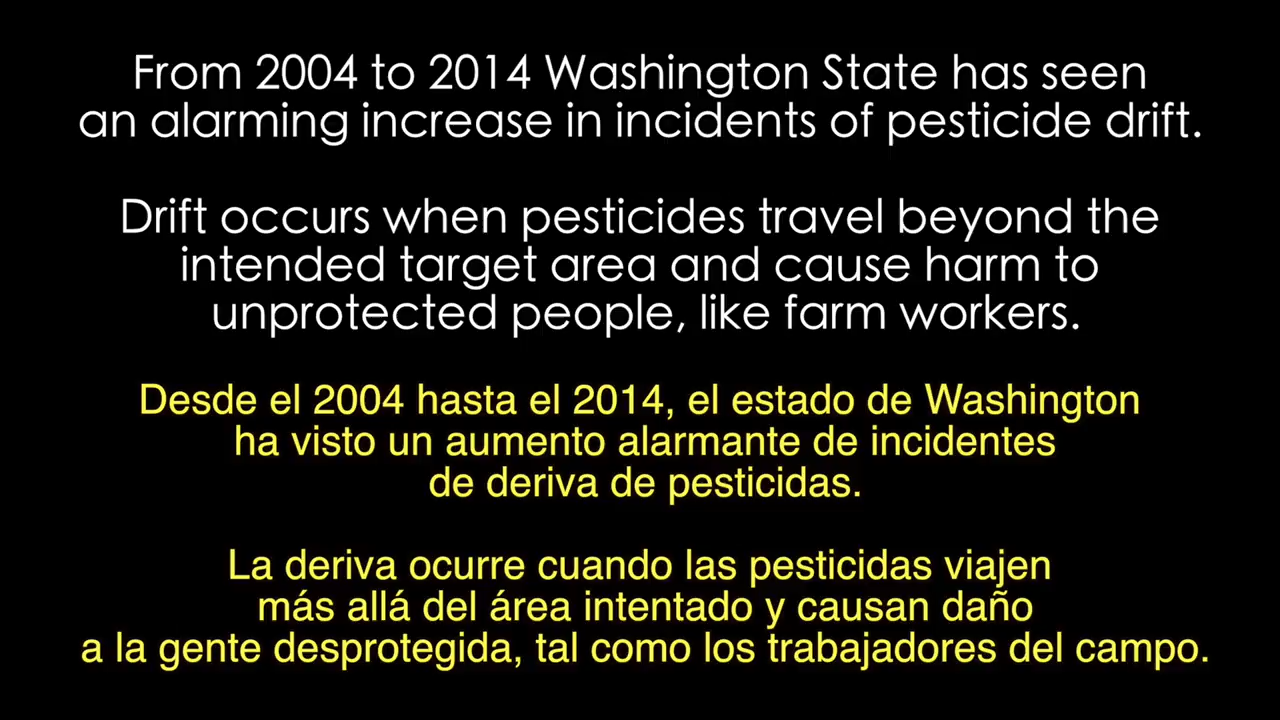 From 2004 to 2014 Washington State has seen
an alarming increase in incidents of pesticide drift.
Drift occurs when pesticides travel beyond the
intended target area and cause harm to
unprotected people, like farm workers.
Desde el 2004 hasta el 2014, el estado de Washington
ha visto un aumento alarmante de incidentes
de deriva de pesticidas.
La deriva ocurre cuando las pesticidas viajen
más allá del área intentado y causan daño
a la gente desprotegida, tal como los trabajadores del campo.